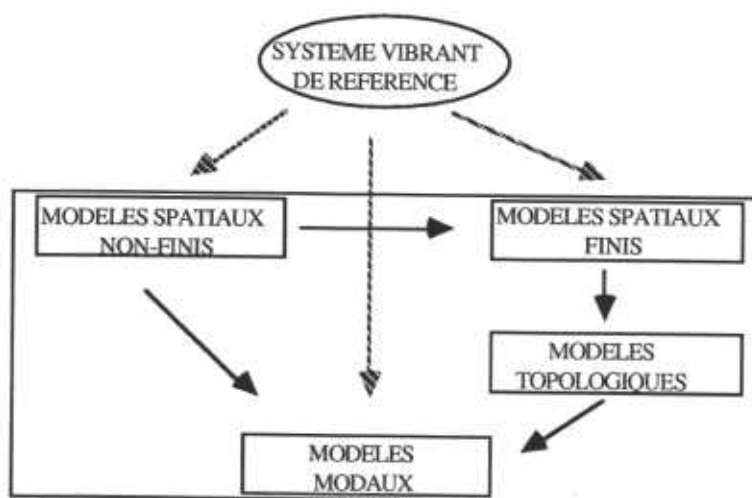 SYSTEME VIBRANT
DE REFERENCE
MODELES SPATIAUX
NON-FINIS
MODELES SPATIAUX
FINIS
MODELES
TOPOLOGIQUES
MODELES
MODAUX